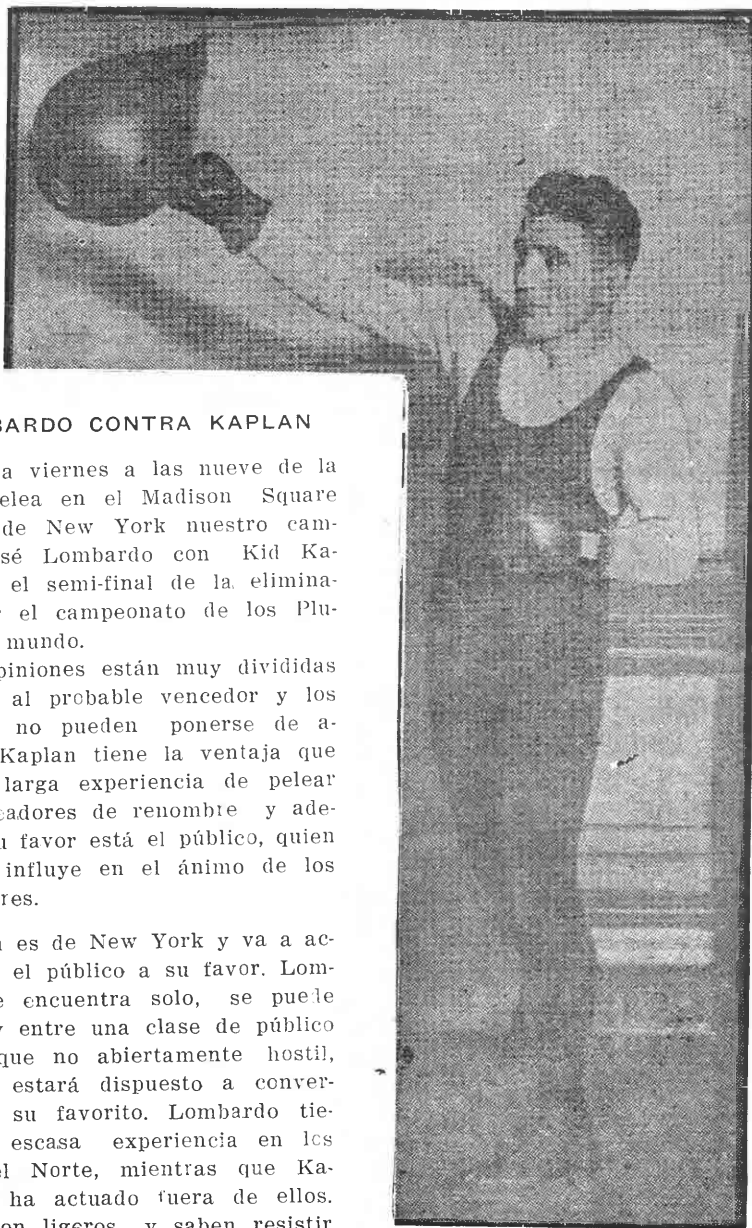 BARDO CONTRA KAPLAN
a viernes a las nueve de la
elea en el Madison Square
de New York nuestro cam-
sé Lombardo con Kid Ka-
el semi-final de la elimina-
el campeonato de los Plu-
mundo.
piniones están muy divididas
al probable vencedor y los
no pueden ponerse de a-
Kaplan tiene la ventaja que
larga experiencia de pelear
eadores de renombre y ade-
u favor está el público, quien
influye en el ánimo de los
res.
es de New York y va a ac-
el público a su favor. Lom-
e encuentra solo, se puede
entre una clase de público
que no abiertamente hostil,
estará dispuesto a conver-
su favorito. Lombardo tie-
escasa experiencia en los
el Norte, mientras que Ka-
ha actuado fuera de ellos.
on ligeros y saben resistir